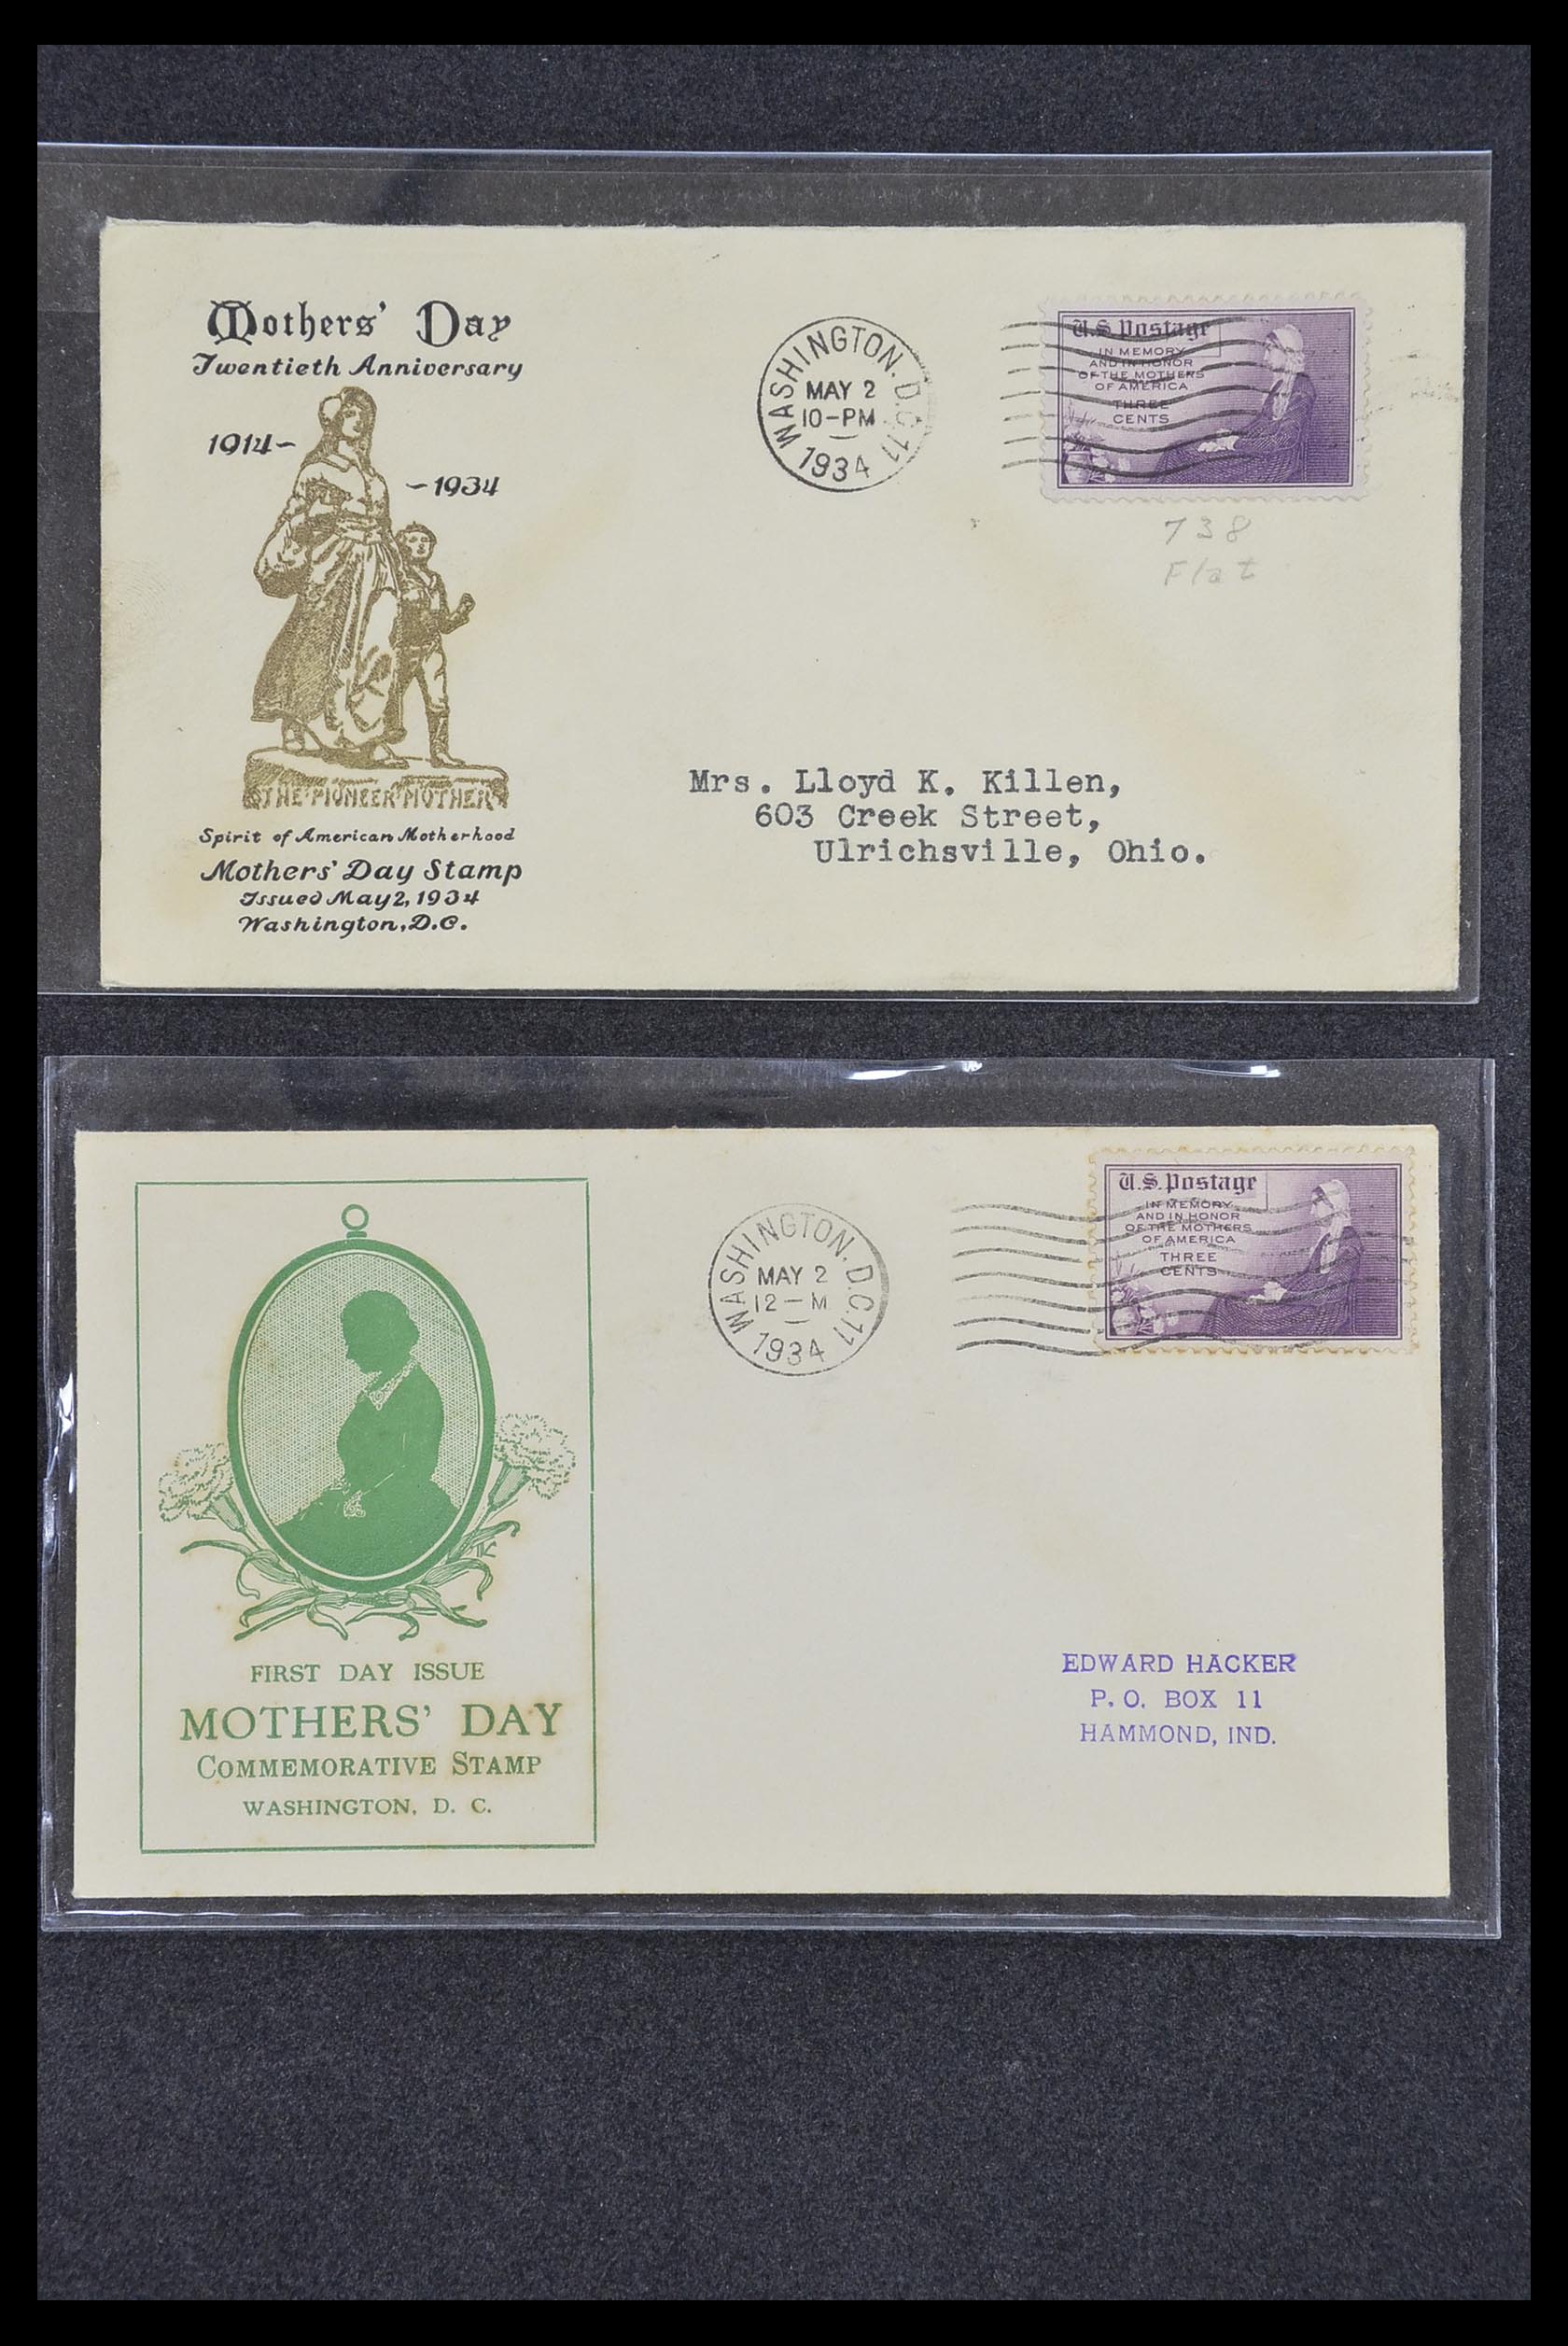 Mothers' Day
Twentieth Anniversary
1914-
-1934
THE PIONEER MOTHER
Spirit of American Motherhood
Mothers' Day Stamp
Issued May 2, 1934
Washington, D.C.
WASHINGTON, D.C. 11
MAY 2
10-PM
1934
U.S. Postage
IN MEMORY
AND IN HONOR
OF THE MOTHERS
OF AMERICA
THREE
CENTS
738
Flat
Mrs. Lloyd K. Killen,
603 Creek Street,
Ulrichsville, Ohio.
WASHINGTON, D.C. 11
MAY 2
12-M
1934
U.S. Postage
IN MEMORY
AND IN HONOR
OF THE MOTHERS
OF AMERICA
THREE
CENTS
FIRST DAY ISSUE
MOTHERS' DAY
COMMEMORATIVE STAMP
WASHINGTON, D. C.
EDWARD HACKER
P. O. BOX 11
HAMMOND, IND.